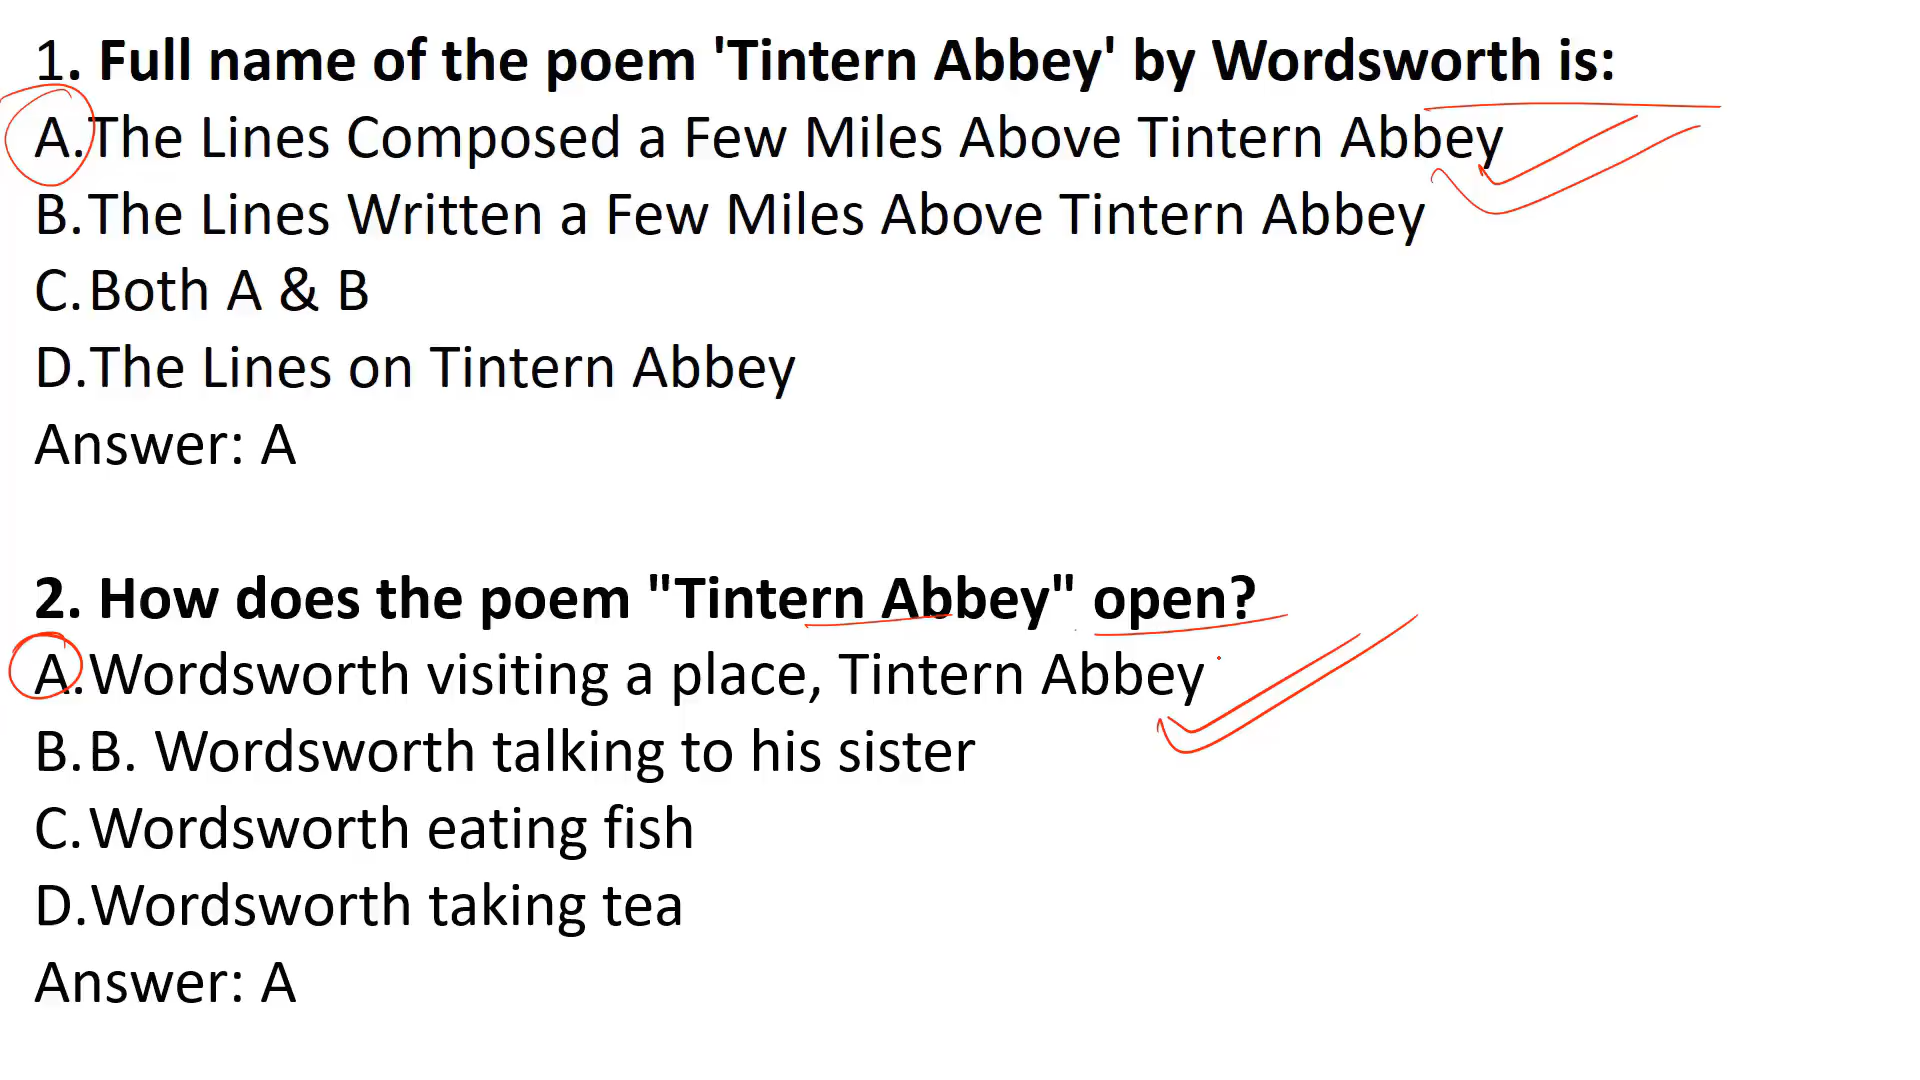 1. Full name of the poem 'Tintern Abbey' by Wordsworth is:
A.The Lines Composed a Few Miles Above Tintern Abbey
B.The Lines Written a Few Miles Above Tintern Abbey
C.Both A & B
D.The Lines on Tintern Abbey
Answer: A
2. How does the poem "Tintern Abbey" open?
A.Wordsworth visiting a place, Tintern Abbey
B.B. Wordsworth talking to his sister
C.Wordsworth eating fish
D.Wordsworth taking tea
Answer: A